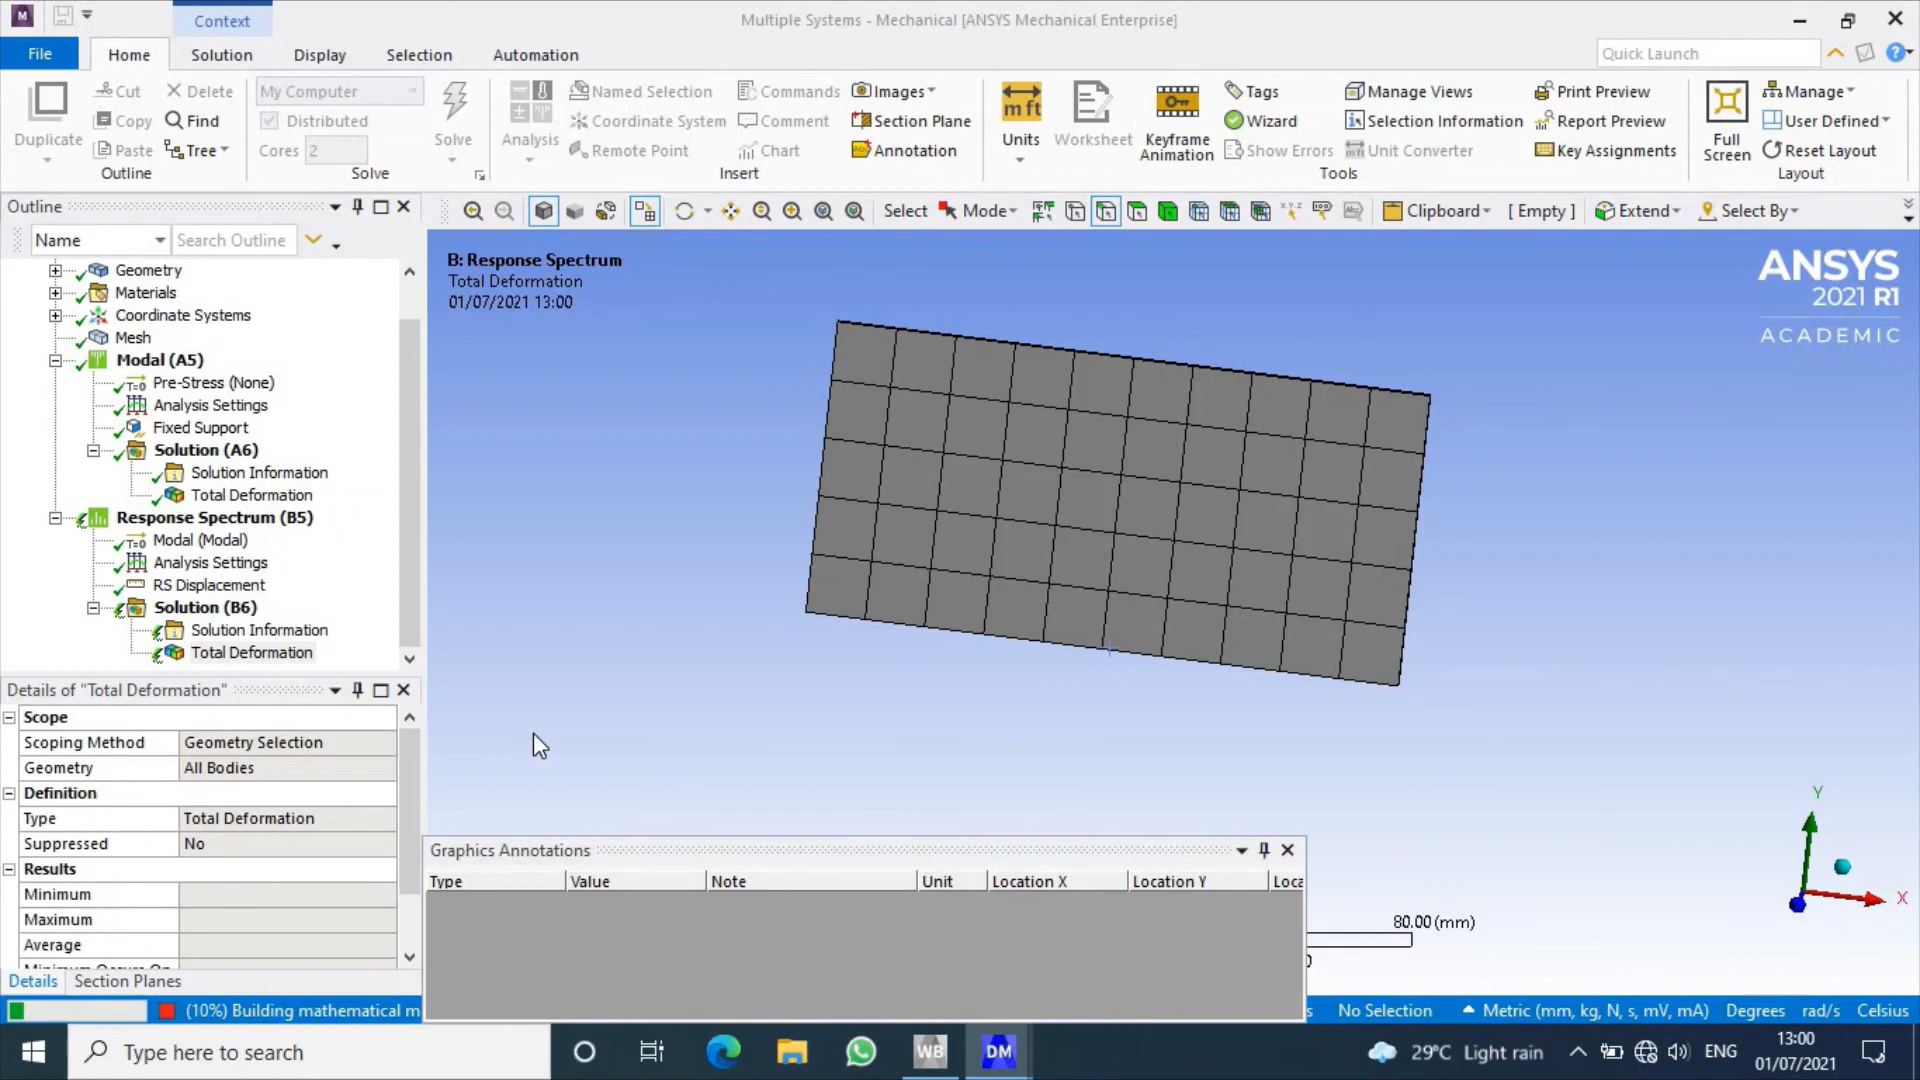 Context
Multiple Systems - Mechanical [ANSYS Mechanical Enterprise]
File
Home
Solution
Display
Selection
Automation
Quick Launch
Duplicate
Cut
Delete
Copy
Find
Paste
Tree
Outline
My Computer
Distributed
Cores
2
Solve
Solve
Analysis
Named Selection
Coordinate System
Remote Point
Commands
Comment
Chart
Images
Section Plane
Annotation
Insert
Units
Worksheet
Keyframe
Animation
Tags
Wizard
Show Errors
Manage Views
Selection Information
Unit Converter
Print Preview
Report Preview
Key Assignments
Tools
Full
Screen
Manage
User Defined
Reset Layout
Layout
Outline
Name
Search Outline
Select
Mode
Clipboard
[ Empty ]
Extend
Select By
Geometry
Materials
Coordinate Systems
Mesh
Modal (A5)
Pre-Stress (None)
Analysis Settings
Fixed Support
Solution (A6)
Solution Information
Total Deformation
Response Spectrum (B5)
Modal (Modal)
Analysis Settings
RS Displacement
Solution (B6)
Solution Information
Total Deformation
B: Response Spectrum
Total Deformation
01/07/2021 13:00
ANSYS
2021 R1
ACADEMIC
Details of "Total Deformation"
Scope
Scoping Method Geometry Selection
Geometry All Bodies
Definition
Type Total Deformation
Suppressed No
Results
Minimum
Maximum
Average
Details
Section Planes
Graphics Annotations
Type Value Note Unit Location X Location Y Loca
80.00 (mm)
Y
X
(10%) Building mathematical m
No Selection
Metric (mm, kg, N, s, mV, mA)
Degrees
rad/s
Celsius
Type here to search
WB
DM
29°C Light rain
ENG
13:00
01/07/2021